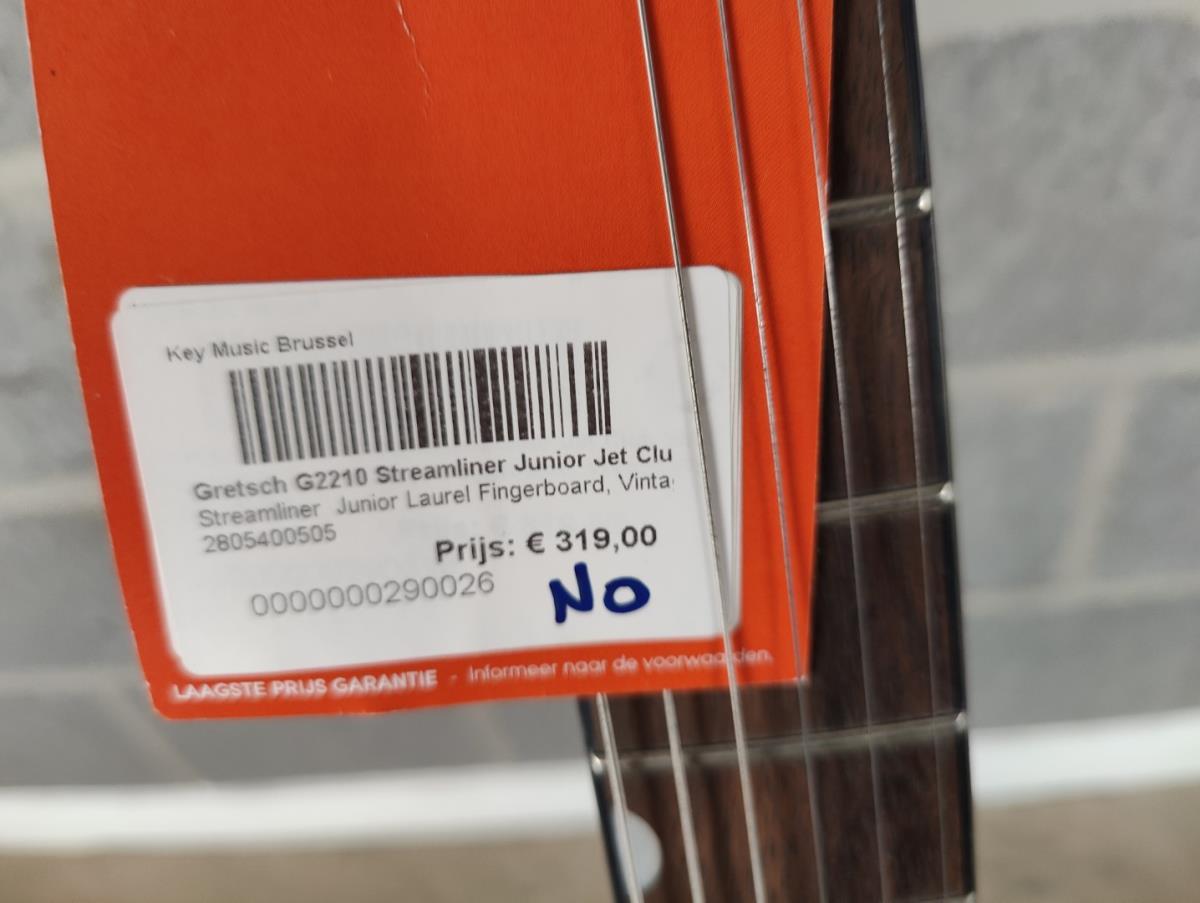 Key Music Brussel
Gretsch G2210 Streamliner Junior Jet Clu
Streamliner Junior Laurel Fingerboard, Vinta
2805400505
Prijs: € 319,00
0000000290026
NO
LAAGSTE PRIJS GARANTIE - Informeer naar de voorwaarden.